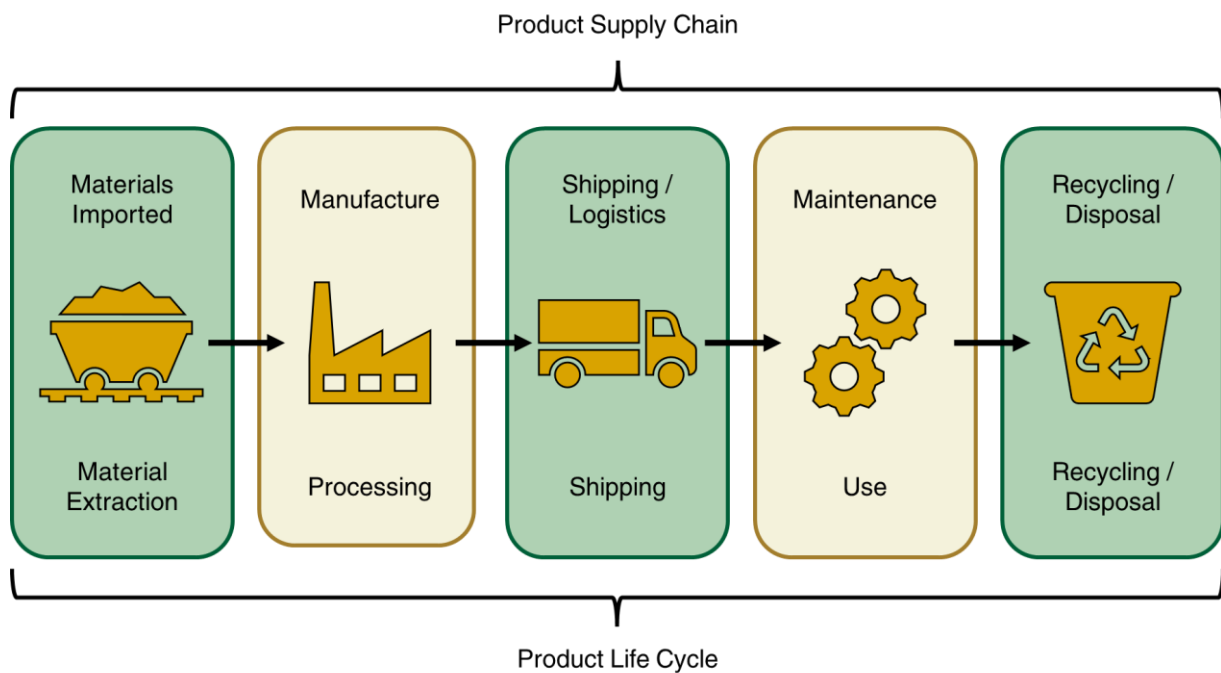 Product Supply Chain
Materials
Imported
Manufacture
Shipping /
Logistics
Maintenance
Recycling /
Disposal
Material
Extraction
Processing
Shipping
Use
Recycling /
Disposal
Product Life Cycle